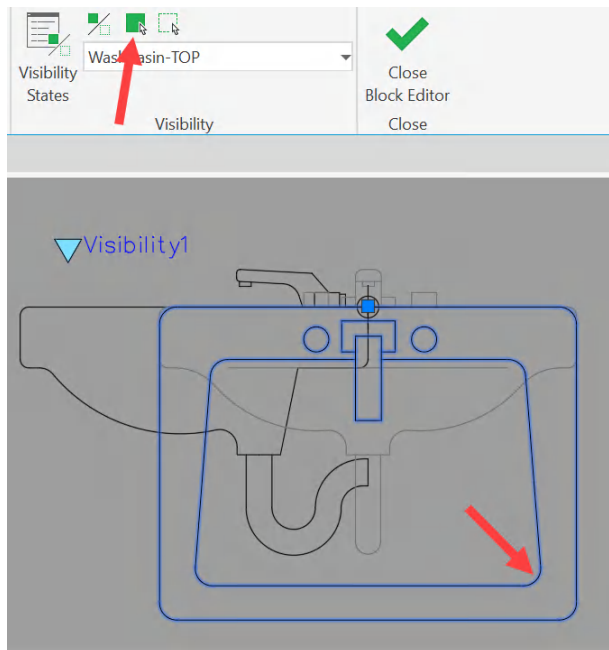 Wash asin-TOP
Visibility
States
Close
Block Editor
Visibility
Close
Visibility1